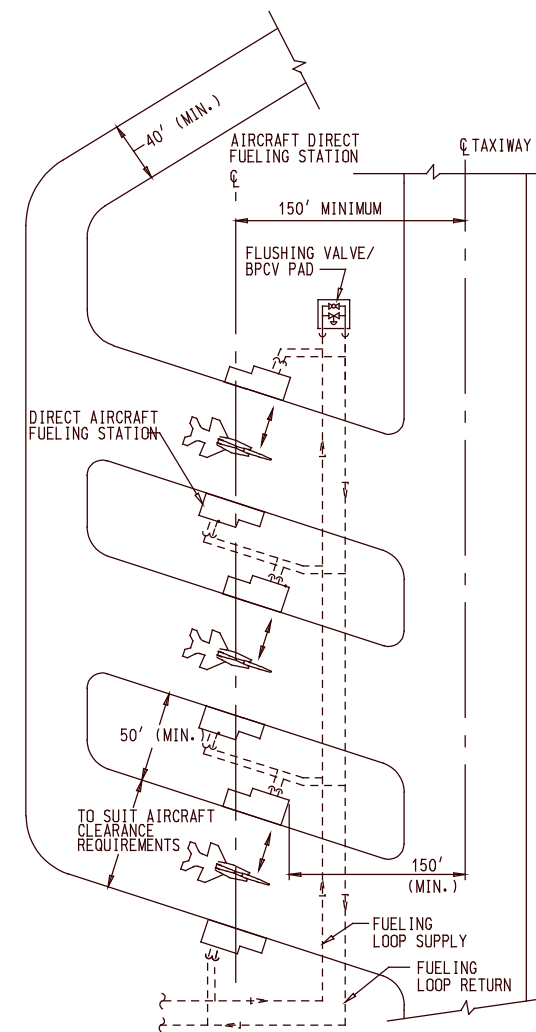 40' (MIN.)
AIRCRAFT DIRECT
FUELING STATION
℄
℄ TAXIWAY
150' MINIMUM
FLUSHING VALVE/
BPCV PAD
DIRECT AIRCRAFT
FUELING STATION
50' (MIN.)
TO SUIT AIRCRAFT
CLEARANCE
REQUIREMENTS
150'
(MIN.)
FUELING
LOOP SUPPLY
FUELING
LOOP RETURN